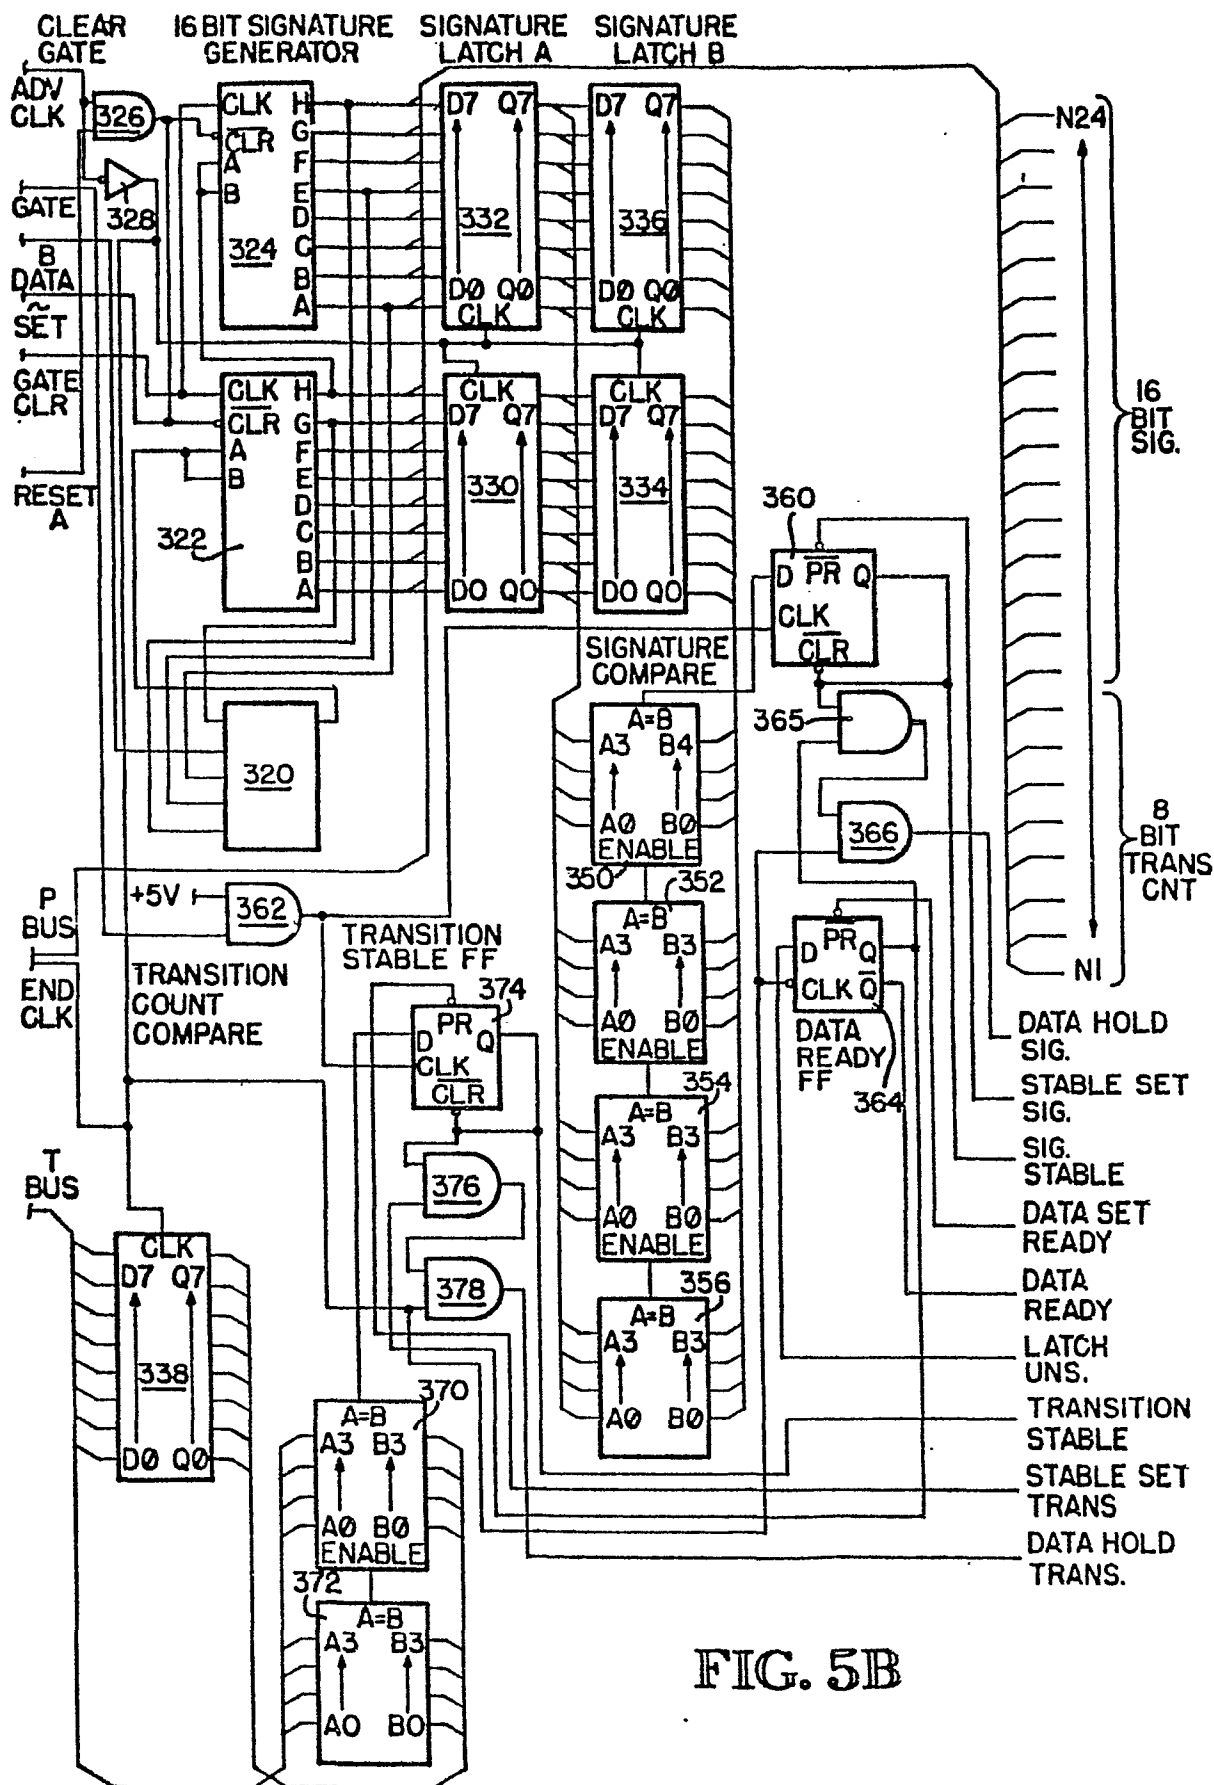 CLEAR
GATE
16 BIT SIGNATURE
GENERATOR
SIGNATURE
LATCH A
SIGNATURE
LATCH B
ADV
CLK
326
328
GATE
B
DATA
~
SET
GATE
CLR
RESET
A
CLK H
CLR G
A F
B E
D
C
B
A
324
D7 Q7
332
D0 Q0
CLK
D7 Q7
336
D0 Q0
CLK
N24
16
BIT
SIG.
CLK H
CLR G
A F
B E
D
C
B
A
322
CLK
D7 Q7
330
D0 Q0
CLK
D7 Q7
334
D0 Q0
360
D PR Q
CLK
CLR
SIGNATURE
COMPARE
320
A=B
A3 B4
A0 B0
ENABLE
350
365
366
8
BIT
TRANS
CNT
N1
352
A=B
A3 B3
A0 B0
ENABLE
P
BUS
END
CLK
+5V
362
TRANSITION
COUNT
COMPARE
TRANSITION
STABLE FF
374
PR
D Q
CLK
CLR
376
378
PR
D Q
CLK Q
DATA
READY
FF
364
354
A=B
A3 B3
A0 B0
ENABLE
356
A=B
A3 B3
A0 B0
DATA HOLD
SIG.
STABLE SET
SIG.
SIG.
STABLE
DATA SET
READY
DATA
READY
LATCH
UNS.
TRANSITION
STABLE
STABLE SET
TRANS
DATA HOLD
TRANS.
T
BUS
CLK
D7 Q7
338
D0 Q0
370
A=B
A3 B3
A0 B0
ENABLE
372
A=B
A3 B3
A0 B0
FIG. 5B